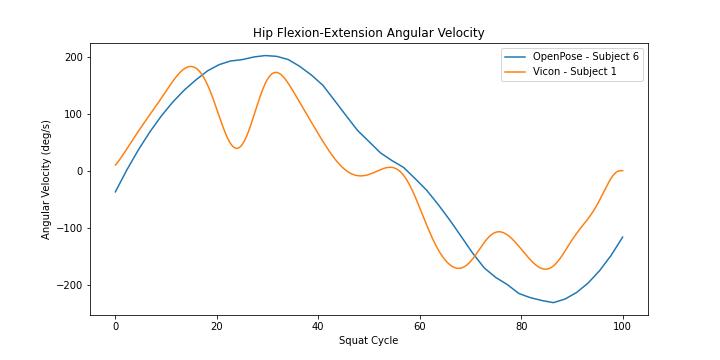 Hip Flexion-Extension Angular Velocity
OpenPose - Subject 6
Vicon - Subject 1
Angular Velocity (deg/s)
200
100
0
−100
−200
0
20
40
60
80
100
Squat Cycle